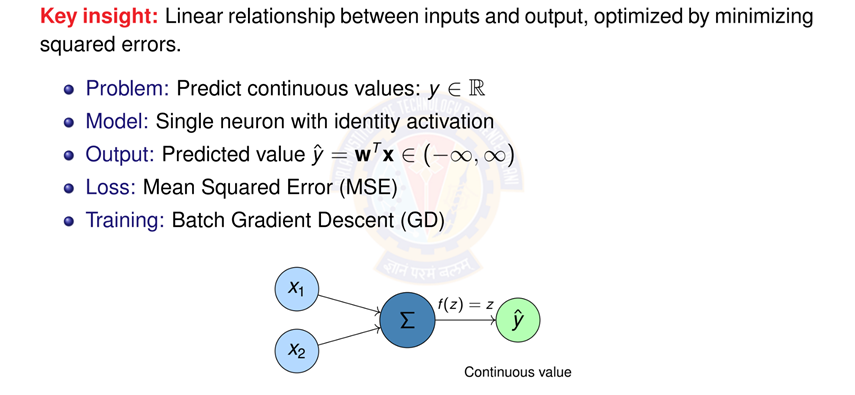 Key insight: Linear relationship between inputs and output, optimized by minimizing
squared errors.
Problem: Predict continuous values: y ∈ ℝ
Model: Single neuron with identity activation
Output: Predicted value ŷ = wᵀx ∈ (−∞, ∞)
Loss: Mean Squared Error (MSE)
Training: Batch Gradient Descent (GD)
ज्ञानं परमं बलम्
x₁
f(z) = z
Σ
ŷ
x₂
Continuous value